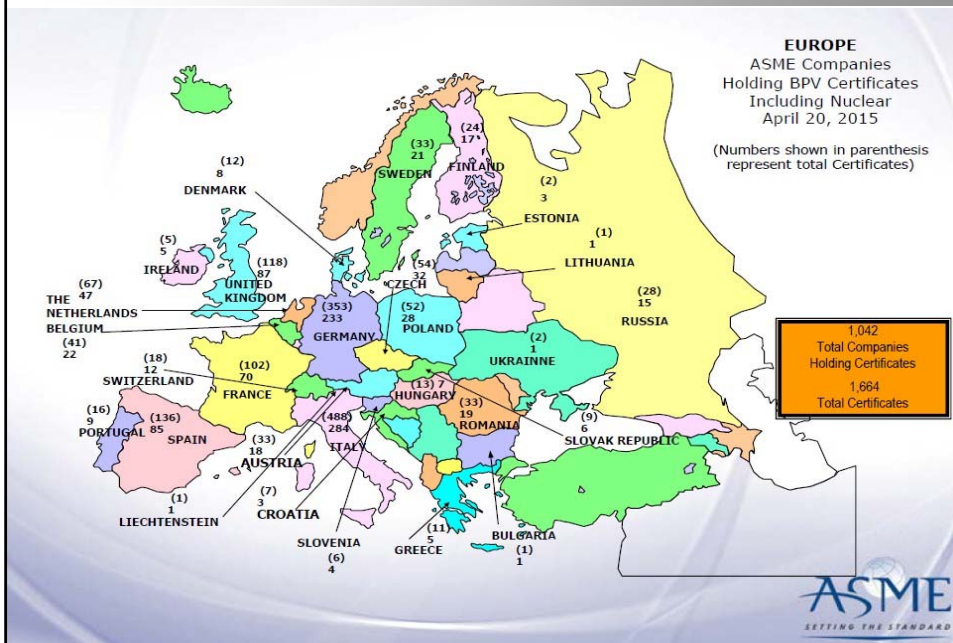 EUROPE
ASME Companies
Holding BPV Certificates
Including Nuclear
April 20, 2015
(Numbers shown in parenthesis
represent total Certificates)
(24)
17
FINLAND
(33)
21
SWEDEN
(12)
8
DENMARK
(2)
3
ESTONIA
(1)
1
LITHUANIA
(5)
5
IRELAND
(118)
87
UNITED
KINGDOM
(54)
32
CZECH
(28)
15
RUSSIA
(67)
47
THE
NETHERLANDS
BELGIUM
(41)
22
(353)
233
GERMANY
(52)
28
POLAND
(2)
1
UKRAINNE
1,042
Total Companies
Holding Certificates
1,664
Total Certificates
(18)
12
SWITZERLAND
(102)
70
FRANCE
(13) 7
HUNGARY
(33)
19
ROMANIA
(9)
6
SLOVAK REPUBLIC
(16)
9
PORTUGAL
(136)
85
SPAIN
(488)
284
ITALY
(33)
18
AUSTRIA
(1)
1
LIECHTENSTEIN
(7)
3
CROATIA
SLOVENIA
(6)
4
(11)
5
GREECE
BULGARIA
(1)
1
ASME
SETTING THE STANDARD